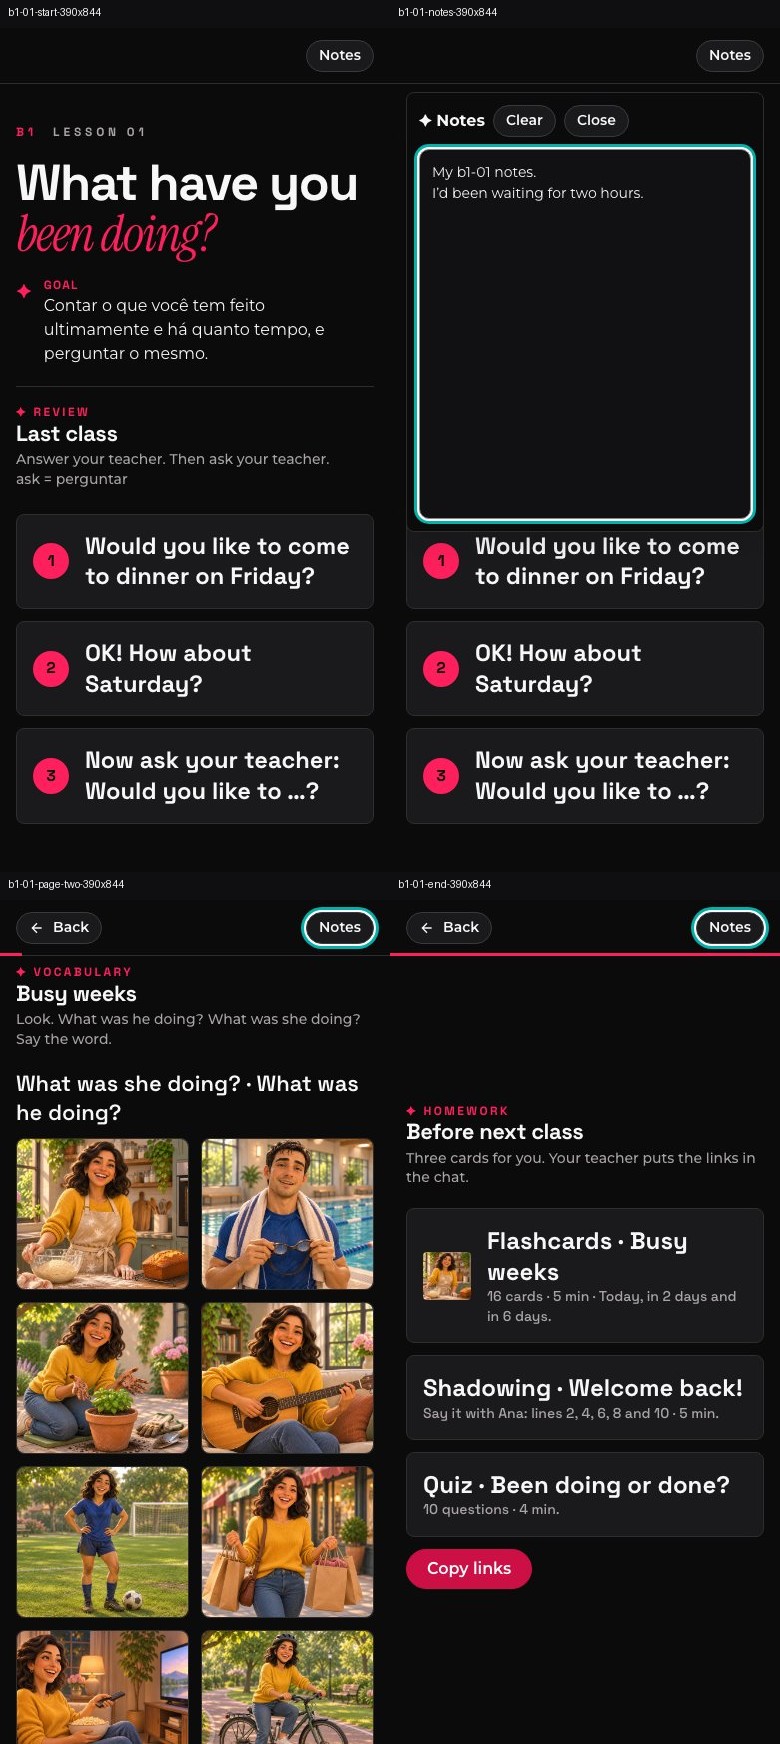 b1-01-start-390x844
Notes
B1 LESSON 01
What have you
been doing?
GOAL
Contar o que você tem feito
ultimamente e há quanto tempo, e
perguntar o mesmo.
REVIEW
Last class
Answer your teacher. Then ask your teacher.
ask = perguntar
1
Would you like to come
to dinner on Friday?
2
OK! How about
Saturday?
3
Now ask your teacher:
Would you like to ...?
b1-01-notes-390x844
Notes
Notes
Clear
Close
My b1-01 notes.
I'd been waiting for two hours.
1
Would you like to come
to dinner on Friday?
2
OK! How about
Saturday?
3
Now ask your teacher:
Would you like to ...?
b1-01-page-two-390x844
Back
Notes
VOCABULARY
Busy weeks
Look. What was he doing? What was she doing?
Say the word.
What was she doing? · What was
he doing?
b1-01-end-390x844
Back
Notes
HOMEWORK
Before next class
Three cards for you. Your teacher puts the links in
the chat.
Flashcards · Busy
weeks
16 cards · 5 min · Today, in 2 days and
in 6 days.
Shadowing · Welcome back!
Say it with Ana: lines 2, 4, 6, 8 and 10 · 5 min.
Quiz · Been doing or done?
10 questions · 4 min.
Copy links